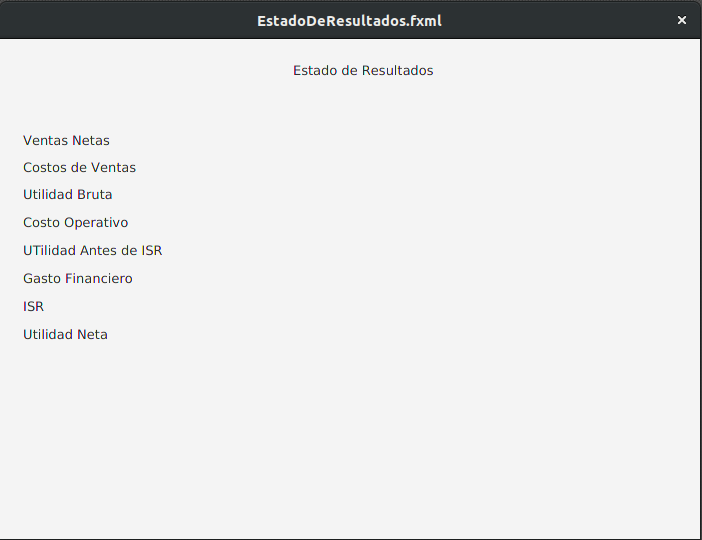 EstadoDeResultados.fxml
Estado de Resultados
Ventas Netas
Costos de Ventas
Utilidad Bruta
Costo Operativo
UTilidad Antes de ISR
Gasto Financiero
ISR
Utilidad Neta